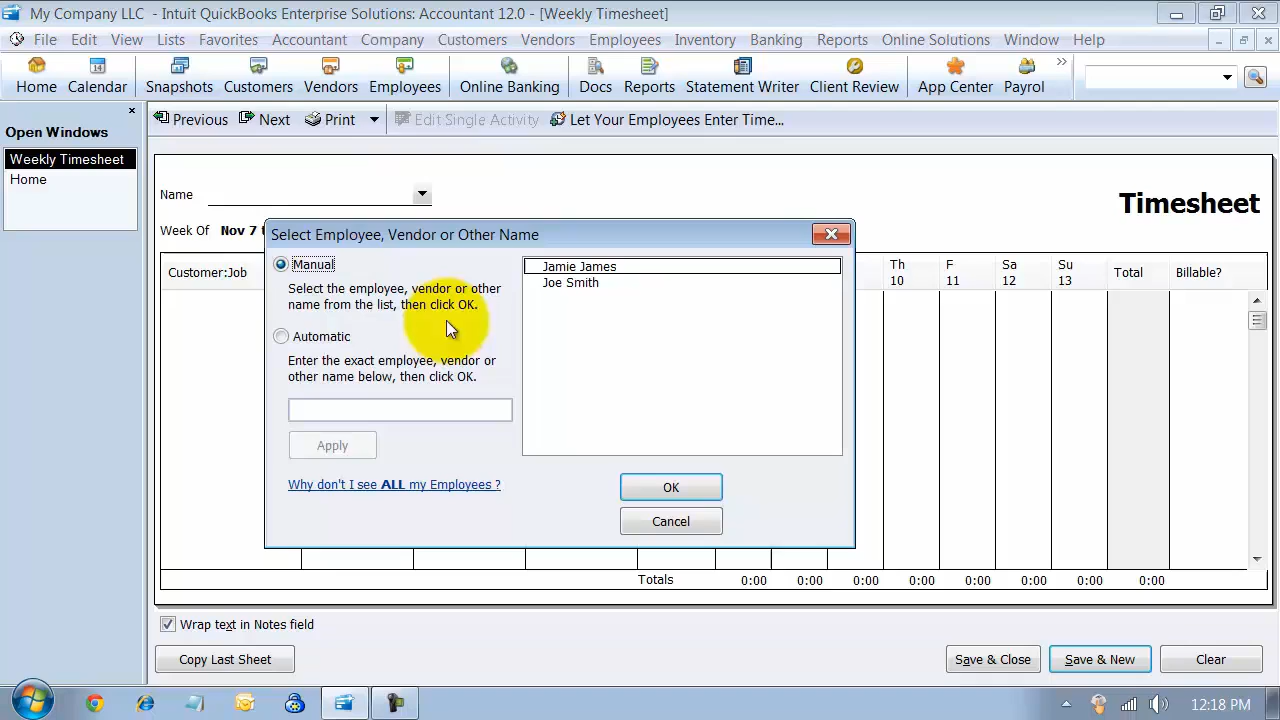 My Company LLC - Intuit QuickBooks Enterprise Solutions: Accountant 12.0 - [Weekly Timesheet]
File Edit View Lists Favorites Accountant Company Customers Vendors Employees Inventory Banking Reports Online Solutions Window Help
Home Calendar Snapshots Customers Vendors Employees Online Banking Docs Reports Statement Writer Client Review App Center Payroll
Open Windows
Weekly Timesheet
Home
Previous Next Print Edit Single Activity Let Your Employees Enter Time...
Name
Timesheet
Week Of Nov 7 t
Customer:Job
Th F Sa Su Total Billable?
10 11 12 13
Select Employee, Vendor or Other Name
Manual
Select the employee, vendor or other
name from the list, then click OK.
Automatic
Enter the exact employee, vendor or
other name below, then click OK.
Apply
Why don't I see ALL my Employees ?
Jamie James
Joe Smith
OK
Cancel
Totals 0:00 0:00 0:00 0:00 0:00 0:00 0:00 0:00
Wrap text in Notes field
Copy Last Sheet Save & Close Save & New Clear
12:18 PM